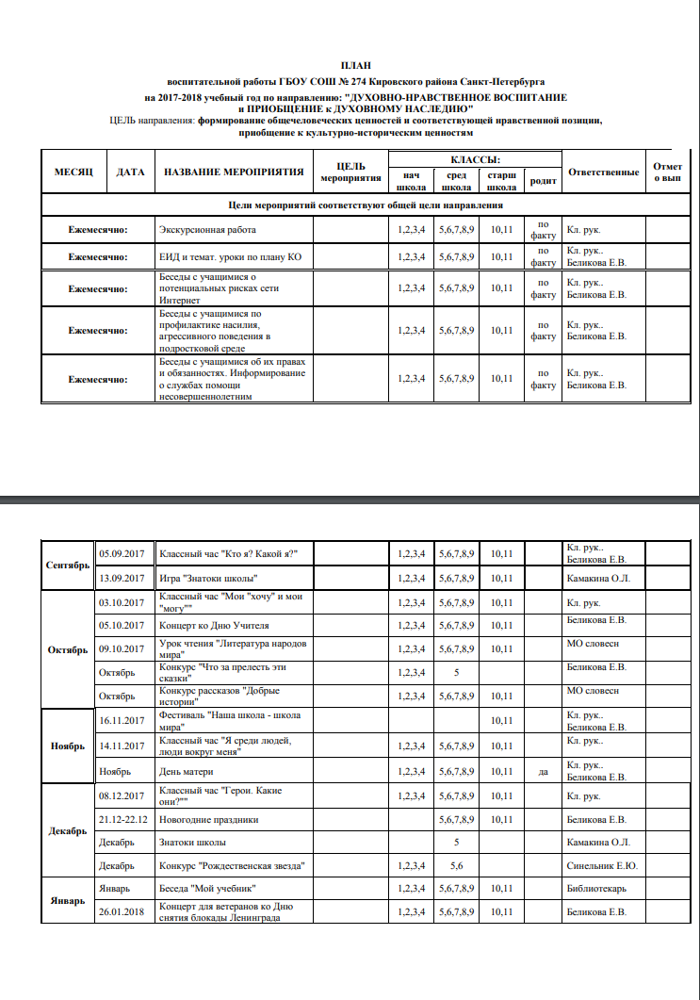 ПЛАН
воспитательной работы ГБОУ СОШ № 274 Кировского района Санкт-Петербурга
на 2017-2018 учебный год по направлению: "ДУХОВНО-НРАВСТВЕННОЕ ВОСПИТАНИЕ
и ПРИОБЩЕНИЕ к ДУХОВНОМУ НАСЛЕДИЮ"
ЦЕЛЬ направления: формирование общечеловеческих ценностей и соответствующей нравственной позиции,
приобщение к культурно-историческим ценностям
МЕСЯЦ ДАТА НАЗВАНИЕ МЕРОПРИЯТИЯ ЦЕЛЬ мероприятия КЛАССЫ: нач школа сред школа старш школа родит Ответственные Отмет о вып
Цели мероприятий соответствуют общей цели направления
Ежемесячно: Экскурсионная работа 1,2,3,4 5,6,7,8,9 10,11 по факту Кл. рук.
Ежемесячно: ЕИД и темат. уроки по плану КО 1,2,3,4 5,6,7,8,9 10,11 по факту Кл. рук.. Беликова Е.В.
Ежемесячно: Беседы с учащимися о потенциальных рисках сети Интернет 1,2,3,4 5,6,7,8,9 10,11 по факту Кл. рук.. Беликова Е.В.
Ежемесячно: Беседы с учащимися по профилактике насилия, агрессивного поведения в подростковой среде 1,2,3,4 5,6,7,8,9 10,11 по факту Кл. рук.. Беликова Е.В.
Ежемесячно: Беседы с учащимися об их правах и обязанностях. Информирование о службах помощи несовершеннолетним 1,2,3,4 5,6,7,8,9 10,11 по факту Кл. рук.. Беликова Е.В.
Сентябрь 05.09.2017 Классный час "Кто я? Какой я?" 1,2,3,4 5,6,7,8,9 10,11 Кл. рук.. Беликова Е.В.
13.09.2017 Игра "Знатоки школы" 1,2,3,4 5,6,7,8,9 10,11 Камакина О.Л.
Октябрь 03.10.2017 Классный час "Мои "хочу" и мои "могу"" 1,2,3,4 5,6,7,8,9 10,11 Кл. рук.
05.10.2017 Концерт ко Дню Учителя 1,2,3,4 5,6,7,8,9 10,11 Беликова Е.В.
09.10.2017 Урок чтения "Литература народов мира" 1,2,3,4 5,6,7,8,9 10,11 МО словесн
Октябрь Конкурс "Что за прелесть эти сказки" 1,2,3,4 5 Беликова Е.В.
Октябрь Конкурс рассказов "Добрые истории" 1,2,3,4 5,6,7,8,9 10,11 МО словесн
Ноябрь 16.11.2017 Фестиваль "Наша школа - школа мира" 10,11 Кл. рук.. Беликова Е.В.
14.11.2017 Классный час "Я среди людей, люди вокруг меня" 1,2,3,4 5,6,7,8,9 10,11 Кл. рук..
Ноябрь День матери 1,2,3,4 5,6,7,8,9 10,11 да Кл. рук.. Беликова Е.В.
Декабрь 08.12.2017 Классный час "Герои. Какие они?"" 1,2,3,4 5,6,7,8,9 10,11 Кл. рук.
21.12-22.12 Новогодние праздники 5,6,7,8,9 10,11 Беликова Е.В.
Декабрь Знатоки школы 5 Камакина О.Л.
Декабрь Конкурс "Рождественская звезда" 1,2,3,4 5,6 Синельник Е.Ю.
Январь Январь Беседа "Мой учебник" 1,2,3,4 5,6,7,8,9 10,11 Библиотекарь
26.01.2018 Концерт для ветеранов ко Дню снятия блокады Ленинграда 1,2,3,4 5,6,7,8,9 10,11 Беликова Е.В.